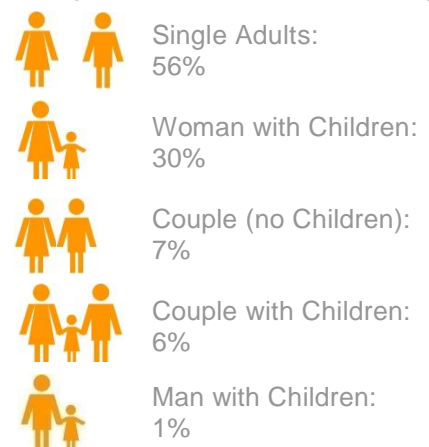 Single Adults:
56%
Woman with Children:
30%
Couple (no Children):
7%
Couple with Children:
6%
Man with Children:
1%